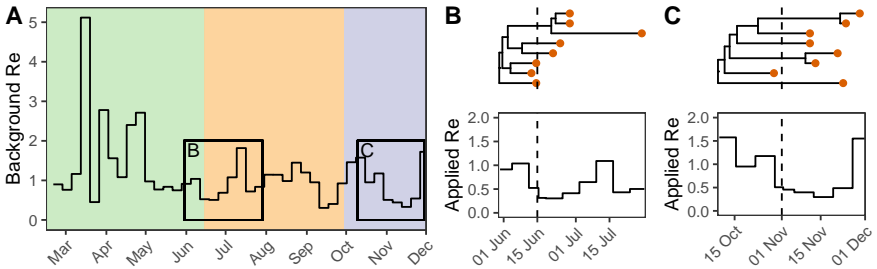 A
Background Re
5
4
3
2
1
0
B
C
Mar
Apr
May
Jun
Jul
Aug
Sep
Oct
Nov
Dec
B
Applied Re
2.0
1.5
1.0
0.5
0.0
01 Jun
15 Jun
01 Jul
15 Jul
C
Applied Re
2.0
1.5
1.0
0.5
0.0
15 Oct
01 Nov
15 Nov
01 Dec